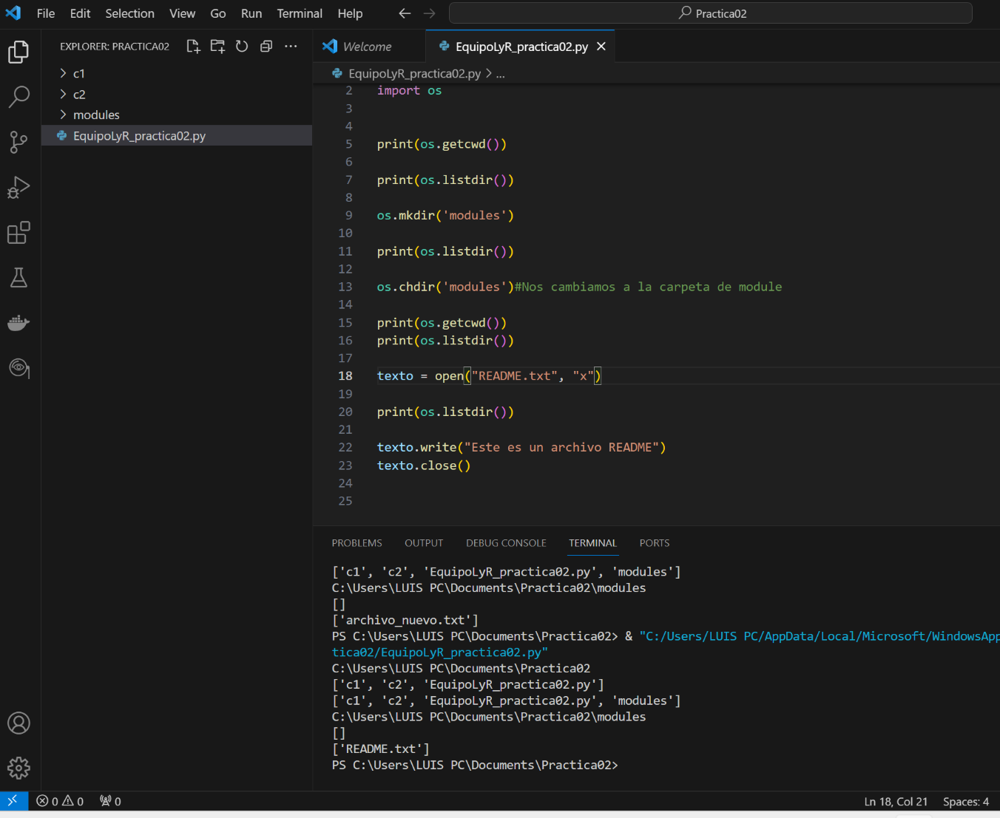 File Edit Selection View Go Run Terminal Help
Practica02
EXPLORER: PRACTICA02
c1
c2
modules
EquipoLyR_practica02.py
Welcome
EquipoLyR_practica02.py
EquipoLyR_practica02.py > ...
2 import os
3
4
5 print(os.getcwd())
6
7 print(os.listdir())
8
9 os.mkdir('modules')
10
11 print(os.listdir())
12
13 os.chdir('modules')#Nos cambiamos a la carpeta de module
14
15 print(os.getcwd())
16 print(os.listdir())
17
18 texto = open("README.txt", "x")
19
20 print(os.listdir())
21
22 texto.write("Este es un archivo README")
23 texto.close()
24
25
PROBLEMS OUTPUT DEBUG CONSOLE TERMINAL PORTS
['c1', 'c2', 'EquipoLyR_practica02.py', 'modules']
C:\Users\LUIS PC\Documents\Practica02\modules
[]
['archivo_nuevo.txt']
PS C:\Users\LUIS PC\Documents\Practica02> & "C:/Users/LUIS PC/AppData/Local/Microsoft/WindowsApp
tica02/EquipoLyR_practica02.py"
C:\Users\LUIS PC\Documents\Practica02
['c1', 'c2', 'EquipoLyR_practica02.py']
['c1', 'c2', 'EquipoLyR_practica02.py', 'modules']
C:\Users\LUIS PC\Documents\Practica02\modules
[]
['README.txt']
PS C:\Users\LUIS PC\Documents\Practica02>
0 0 0 Ln 18, Col 21 Spaces: 4